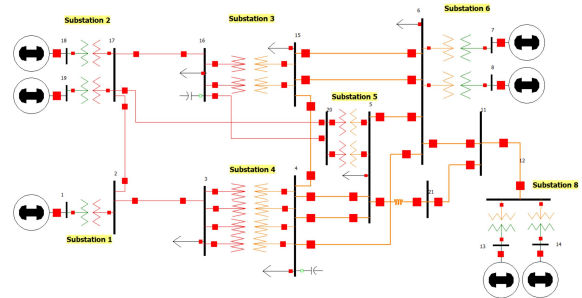 Substation 2
Substation 3
Substation 6
18
17
16
15
6
7
19
8
Substation 5
20
5
11
Substation 4
12
1
2
3
4
21
Substation 8
Substation 1
13
14